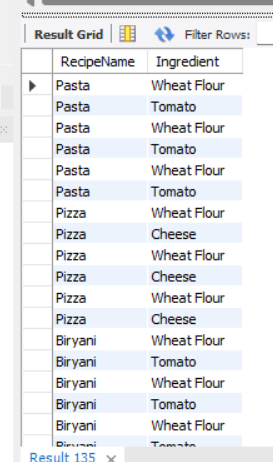 Result Grid Filter Rows:
RecipeName Ingredient
Pasta Wheat Flour
Pasta Tomato
Pasta Wheat Flour
Pasta Tomato
Pasta Wheat Flour
Pasta Tomato
Pizza Wheat Flour
Pizza Cheese
Pizza Wheat Flour
Pizza Cheese
Pizza Wheat Flour
Pizza Cheese
Biryani Wheat Flour
Biryani Tomato
Biryani Wheat Flour
Biryani Tomato
Biryani Wheat Flour
Biryani Tomato
Result 135